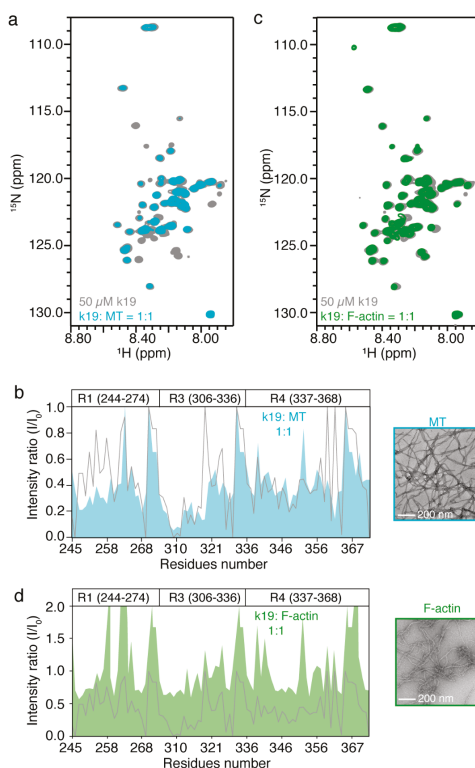 a
110.0
115.0
120.0
125.0
130.0
¹⁵N (ppm)
50 µM k19
k19: MT = 1:1
8.80
8.40
8.00
¹H (ppm)
c
110.0
115.0
120.0
125.0
130.0
¹⁵N (ppm)
50 µM k19
k19: F-actin = 1:1
8.80
8.40
8.00
¹H (ppm)
b
R1 (244-274) R3 (306-336) R4 (337-368)
k19: MT
1:1
1.0
0.8
0.6
0.4
0.2
0.0
Intensity ratio (I/I₀)
245 258 268 310 321 333 346 356 367
Residues number
MT
200 nm
d
R1 (244-274) R3 (306-336) R4 (337-368)
k19: F-actin
1:1
2.0
1.5
1.0
0.5
0.0
Intensity ratio (I/I₀)
245 258 268 310 321 333 346 356 367
Residues number
F-actin
200 nm